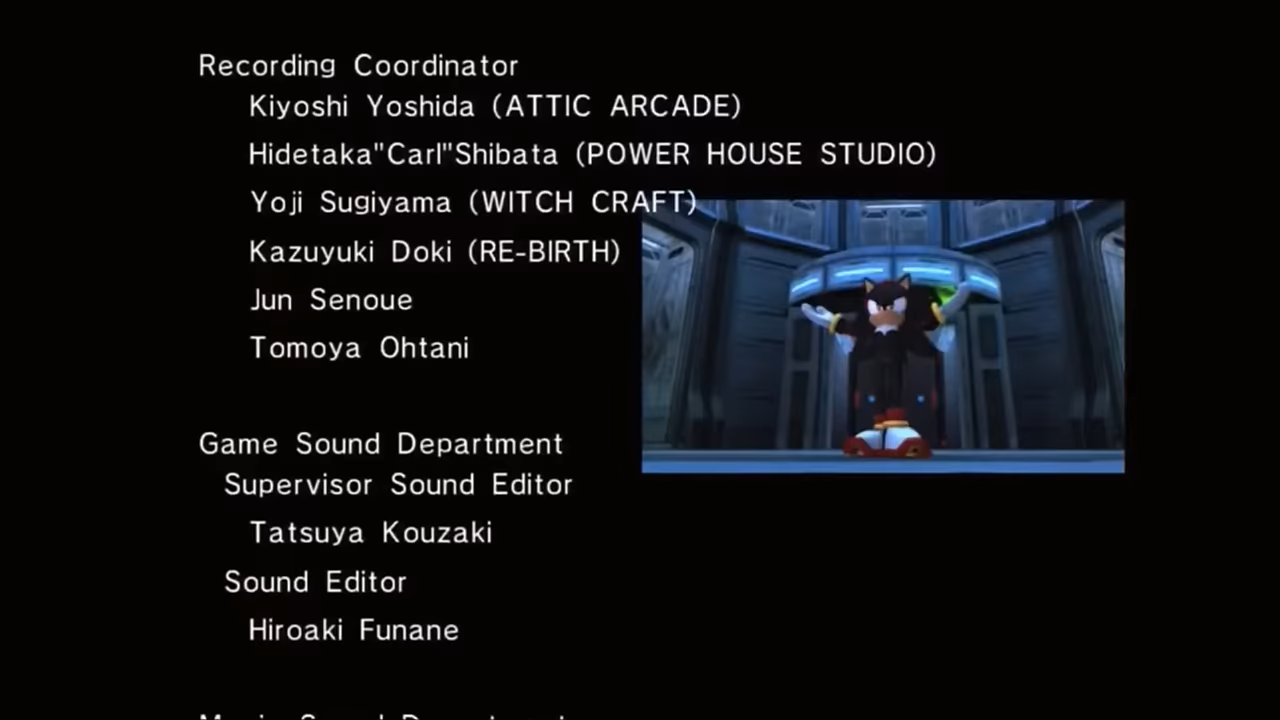 Recording Coordinator
Kiyoshi Yoshida (ATTIC ARCADE)
Hidetaka"Carl"Shibata (POWER HOUSE STUDIO)
Yoji Sugiyama (WITCH CRAFT)
Kazuyuki Doki (RE-BIRTH)
Jun Senoue
Tomoya Ohtani
Game Sound Department
Supervisor Sound Editor
Tatsuya Kouzaki
Sound Editor
Hiroaki Funane